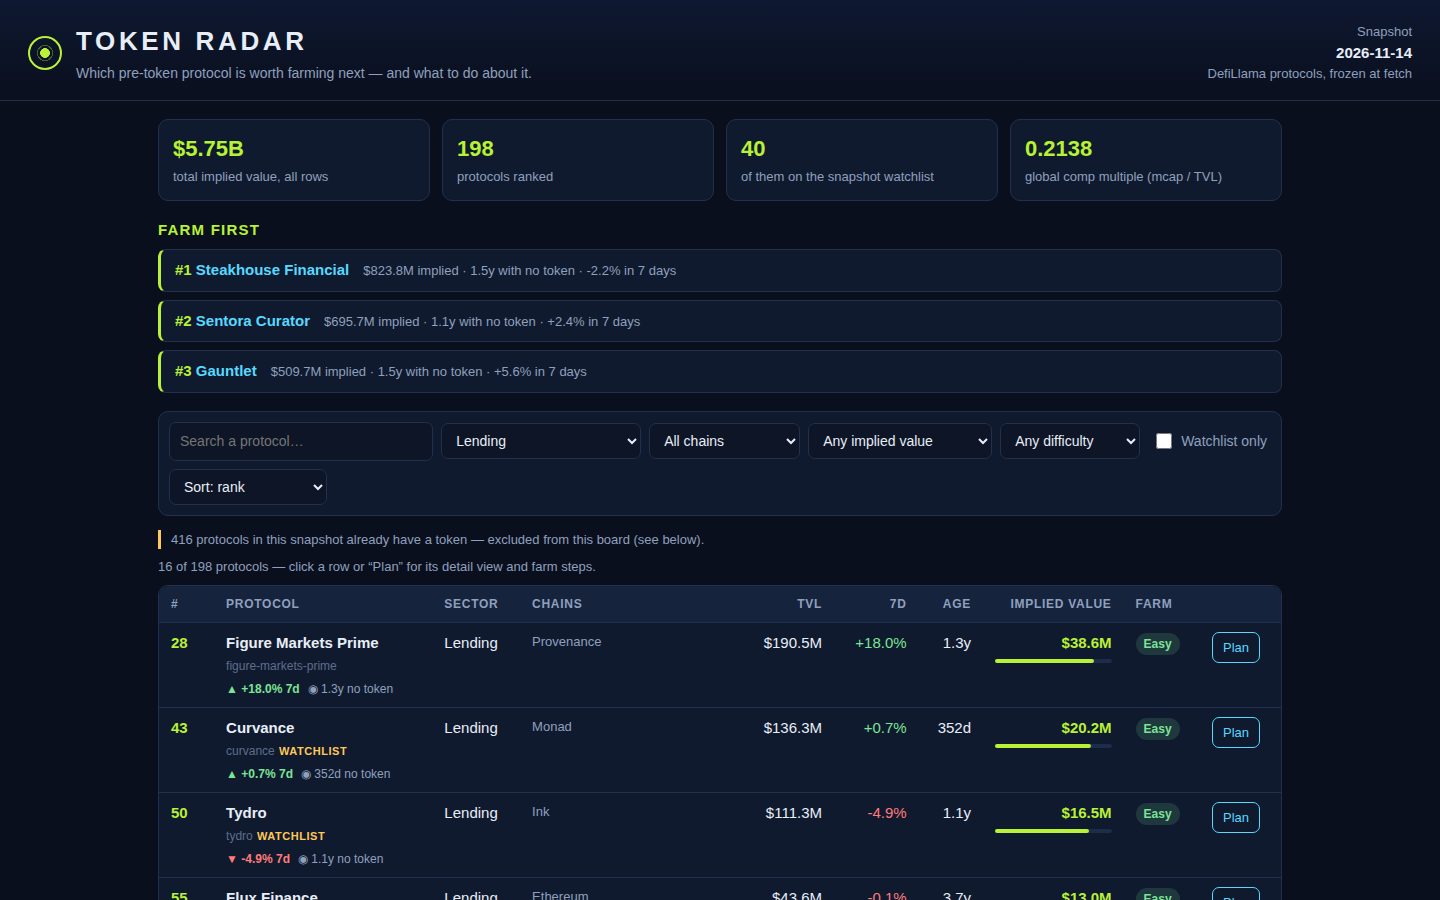 TOKEN RADAR
Which pre-token protocol is worth farming next — and what to do about it.
Snapshot
2026-11-14
DefiLlama protocols, frozen at fetch
$5.75B
total implied value, all rows
198
protocols ranked
40
of them on the snapshot watchlist
0.2138
global comp multiple (mcap / TVL)
FARM FIRST
#1 Steakhouse Financial $823.8M implied · 1.5y with no token · -2.2% in 7 days
#2 Sentora Curator $695.7M implied · 1.1y with no token · +2.4% in 7 days
#3 Gauntlet $509.7M implied · 1.5y with no token · +5.6% in 7 days
Search a protocol… Lending All chains Any implied value Any difficulty Watchlist only
Sort: rank
416 protocols in this snapshot already have a token — excluded from this board (see below).
16 of 198 protocols — click a row or “Plan” for its detail view and farm steps.
# PROTOCOL SECTOR CHAINS TVL 7D AGE IMPLIED VALUE FARM
28 Figure Markets Prime Lending Provenance $190.5M +18.0% 1.3y $38.6M Easy Plan
figure-markets-prime
▲ +18.0% 7d ◉ 1.3y no token
43 Curvance Lending Monad $136.3M +0.7% 352d $20.2M Easy Plan
curvance WATCHLIST
▲ +0.7% 7d ◉ 352d no token
50 Tydro Lending Ink $111.3M -4.9% 1.1y $16.5M Easy Plan
tydro WATCHLIST
▼ -4.9% 7d ◉ 1.1y no token
55 Flux Finance Lending Ethereum $43.6M -0.1% 3.7y $13.0M Easy Plan